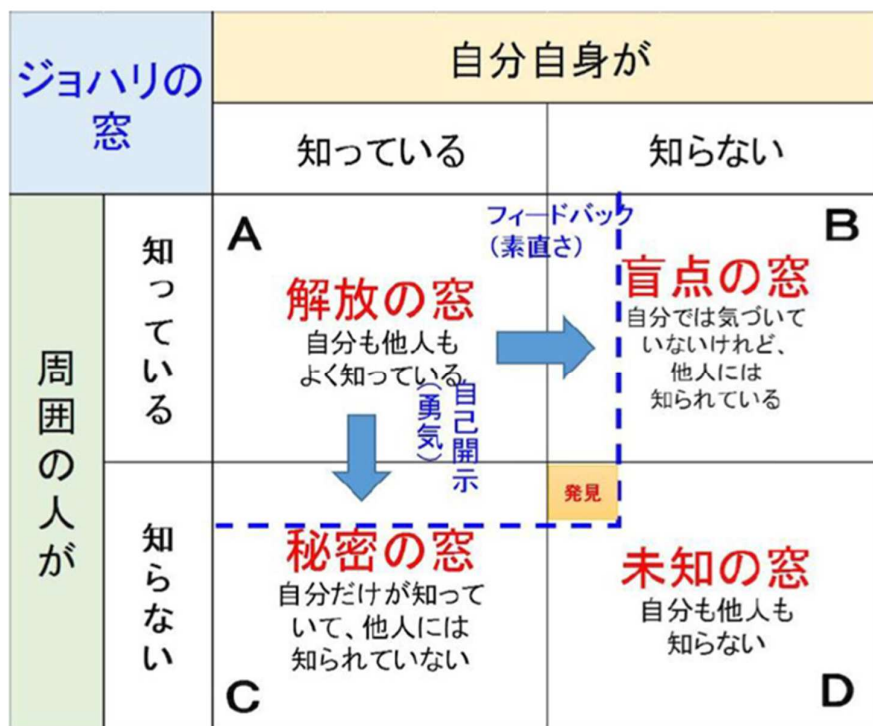 ジョハリの
窓
自分自身が
知っている
知らない
周囲の人が
知っている
A
解放の窓
自分も他人も
よく知っている
フィードバック
(素直さ)
自己開示
(勇気)
B
盲点の窓
自分では気づいて
いないけれど、
他人には
知られている
知らない
秘密の窓
自分だけが知って
いて、他人には
知られていない
C
発見
未知の窓
自分も他人も
知らない
D